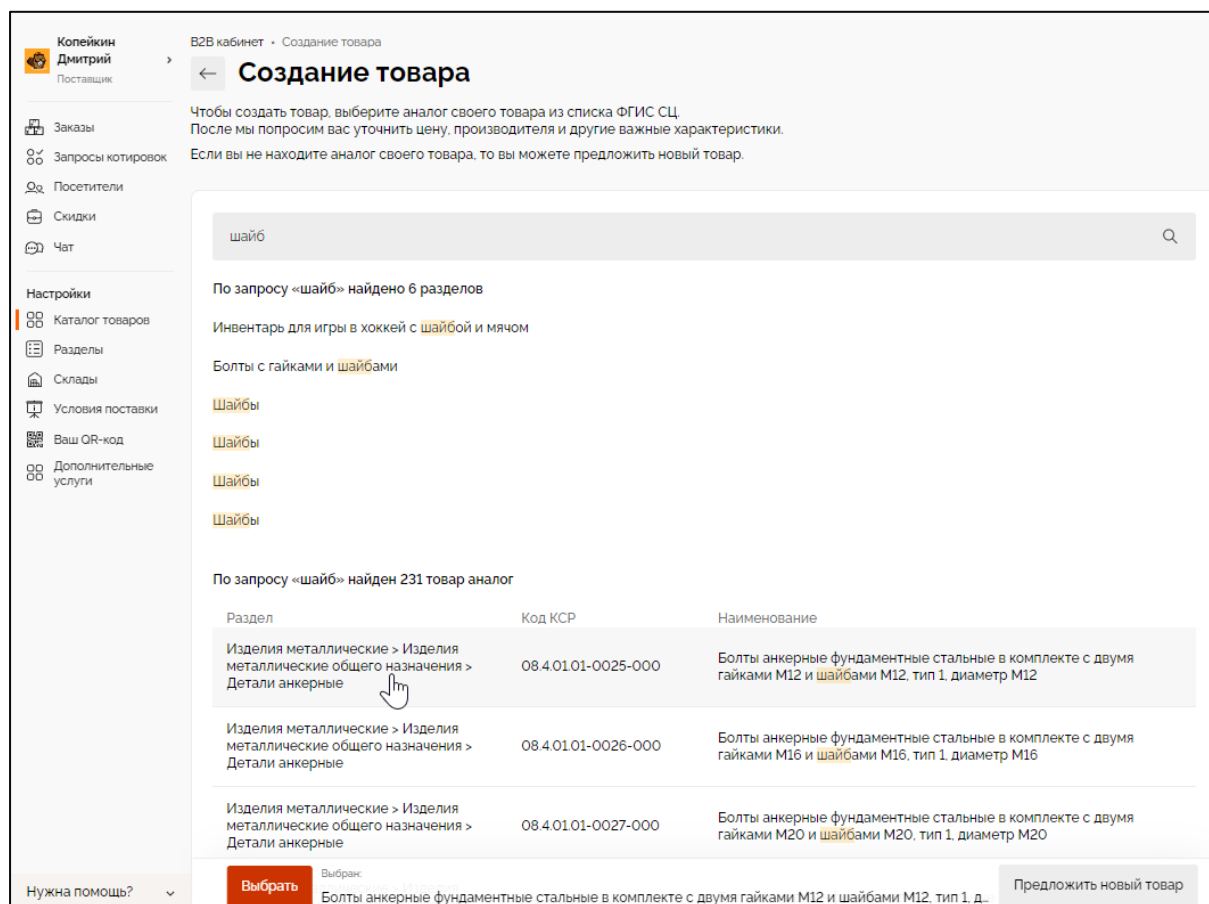 Копейкин
Дмитрий
Поставщик
Заказы
Запросы котировок
Посетители
Скидки
Чат
Настройки
Каталог товаров
Разделы
Склады
Условия поставки
Ваш QR-код
Дополнительные
услуги
Нужна помощь?
B2B кабинет • Создание товара
Создание товара
Чтобы создать товар, выберите аналог своего товара из списка ФГИС СЦ.
После мы попросим вас уточнить цену, производителя и другие важные характеристики.
Если вы не находите аналог своего товара, то вы можете предложить новый товар.
шайб
По запросу «шайб» найдено 6 разделов
Инвентарь для игры в хоккей с шайбой и мячом
Болты с гайками и шайбами
Шайбы
Шайбы
Шайбы
Шайбы
По запросу «шайб» найден 231 товар аналог
Раздел Код КСР Наименование
Изделия металлические > Изделия
металлические общего назначения >
Детали анкерные
08.4.01.01-0025-000
Болты анкерные фундаментные стальные в комплекте с двумя
гайками М12 и шайбами М12, тип 1, диаметр М12
Изделия металлические > Изделия
металлические общего назначения >
Детали анкерные
08.4.01.01-0026-000
Болты анкерные фундаментные стальные в комплекте с двумя
гайками М16 и шайбами М16, тип 1, диаметр М16
Изделия металлические > Изделия
металлические общего назначения >
Детали анкерные
08.4.01.01-0027-000
Болты анкерные фундаментные стальные в комплекте с двумя
гайками М20 и шайбами М20, тип 1, диаметр М20
Выбрать
Выбран:
Болты анкерные фундаментные стальные в комплекте с двумя гайками М12 и шайбами М12, тип 1, д...
Предложить новый товар